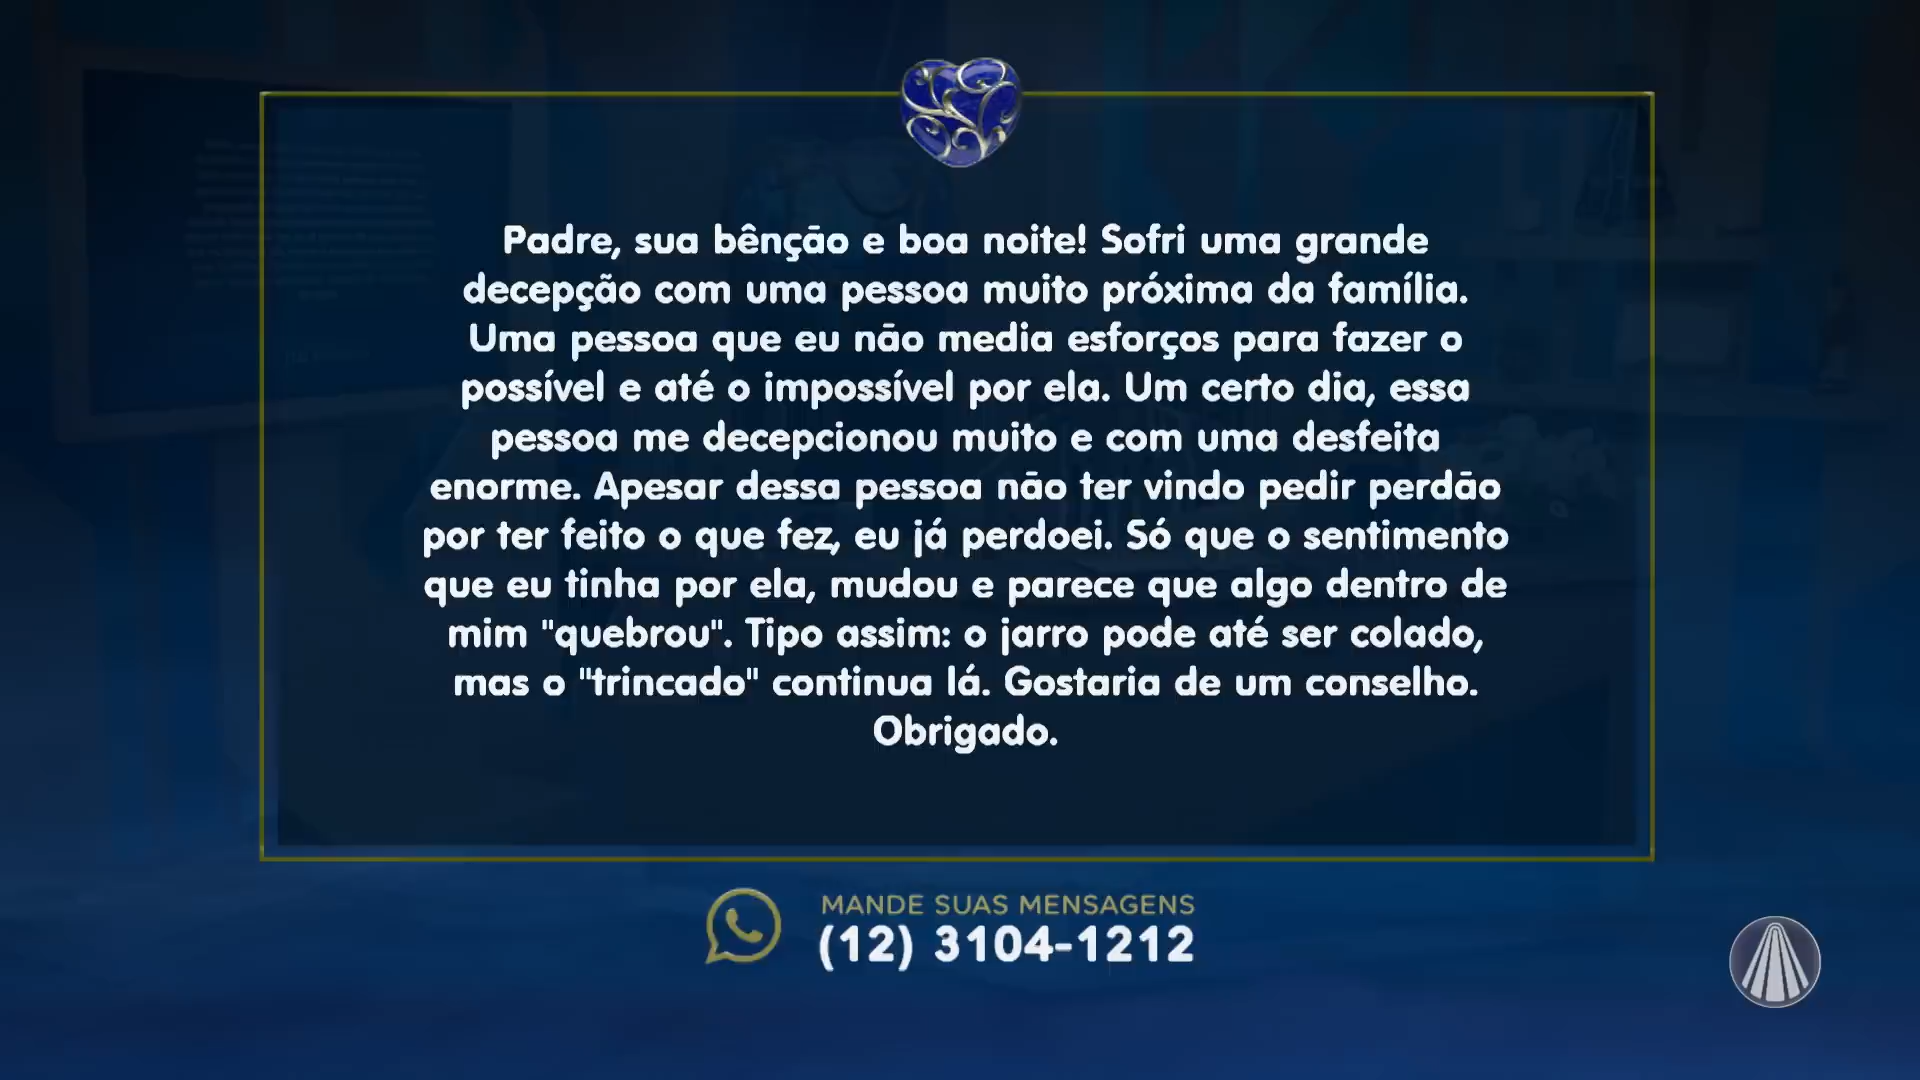 Padre, sua bênção e boa noite! Sofri uma grande
decepção com uma pessoa muito próxima da família.
Uma pessoa que eu não media esforços para fazer o
possível e até o impossível por ela. Um certo dia, essa
pessoa me decepcionou muito e com uma desfeita
enorme. Apesar dessa pessoa não ter vindo pedir perdão
por ter feito o que fez, eu já perdoei. Só que o sentimento
que eu tinha por ela, mudou e parece que algo dentro de
mim "quebrou". Tipo assim: o jarro pode até ser colado,
mas o "trincado" continua lá. Gostaria de um conselho.
Obrigado.
MANDE SUAS MENSAGENS
(12) 3104-1212